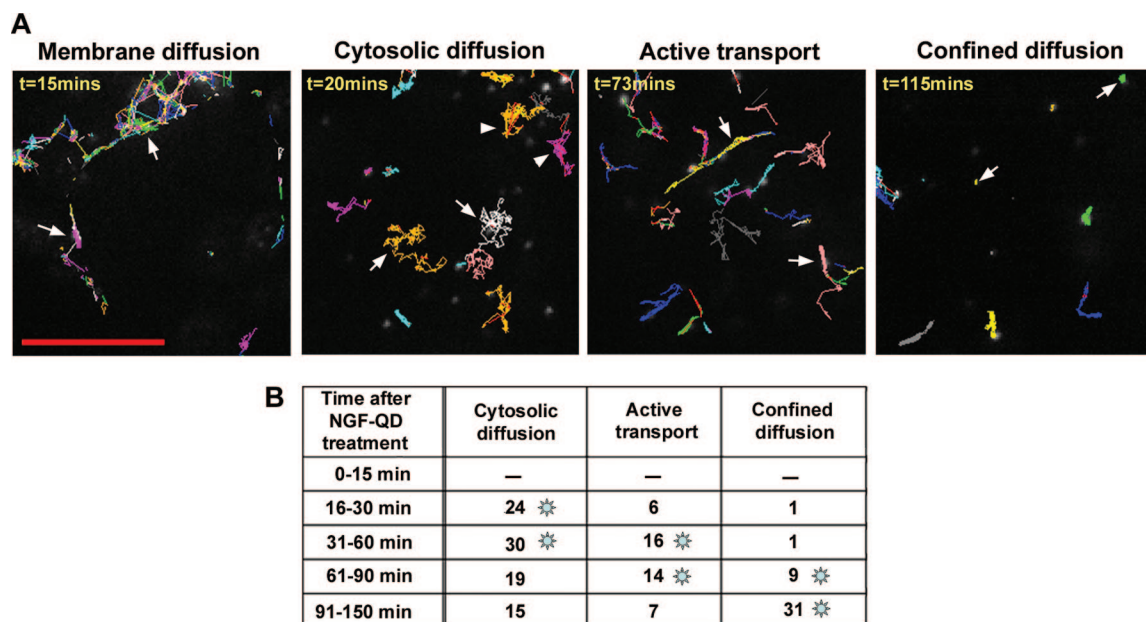 A
Membrane diffusion Cytosolic diffusion Active transport Confined diffusion
t=15mins t=20mins t=73mins t=115mins
B
Time after NGF-QD treatment Cytosolic diffusion Active transport Confined diffusion
0-15 min — — —
16-30 min 24 6 1
31-60 min 30 16 1
61-90 min 19 14 9
91-150 min 15 7 31